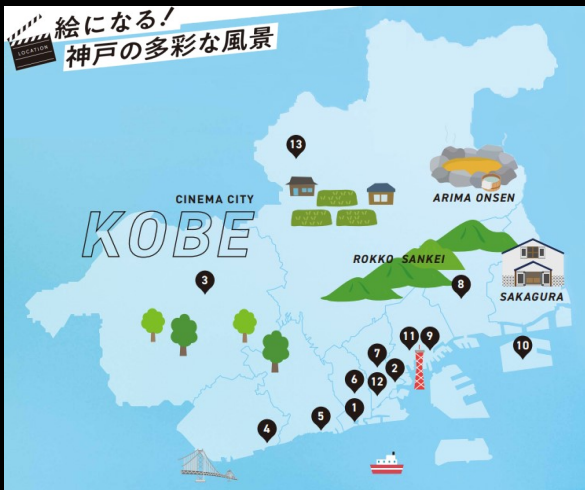 絵になる!
神戸の多彩な風景
LOCATION
13
ARIMA ONSEN
CINEMA CITY
KOBE
ROKKO SANKEI
3
8
SAKAGURA
11
9
10
7
2
6
12
1
5
4